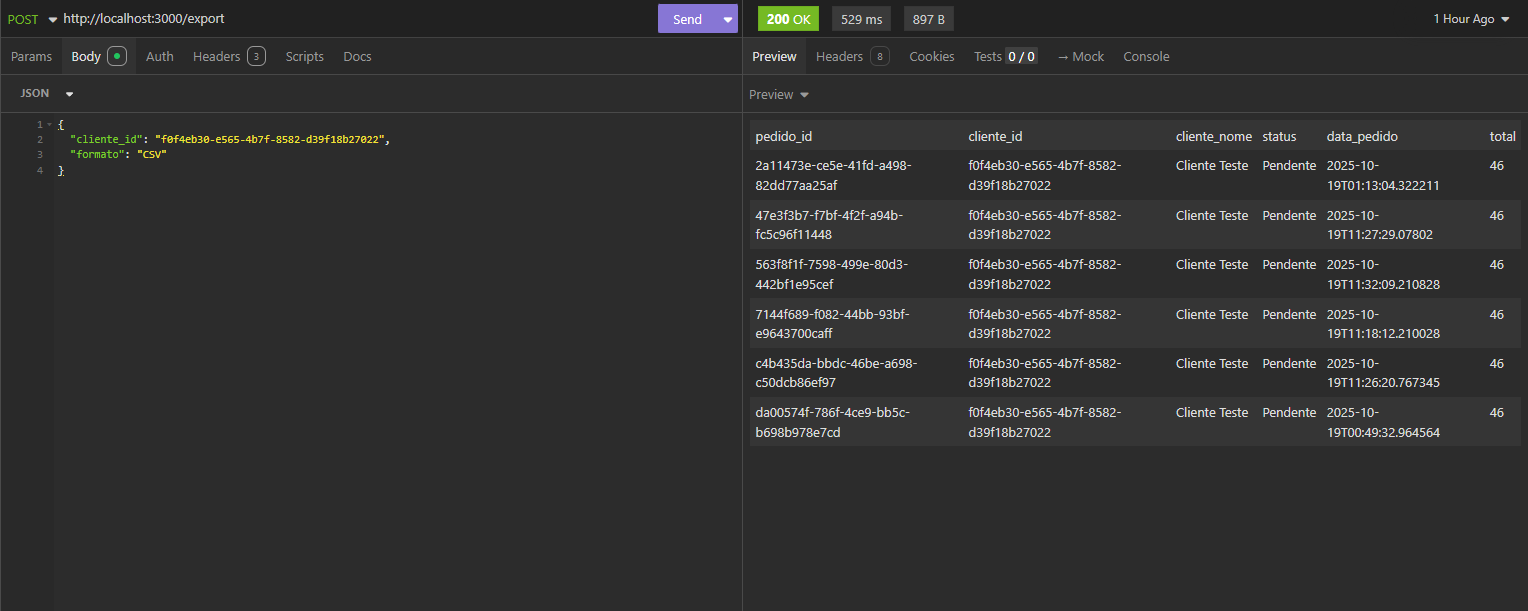 POST http://localhost:3000/export Send 200 OK 529 ms 897 B 1 Hour Ago
Params Body Auth Headers 3 Scripts Docs Preview Headers 8 Cookies Tests 0 / 0 → Mock Console
JSON Preview
1 {
2 "cliente_id": "f0f4eb30-e565-4b7f-8582-d39f18b27022",
3 "formato": "CSV"
4 }
pedido_id cliente_id cliente_nome status data_pedido total
2a11473e-ce5e-41fd-a498- f0f4eb30-e565-4b7f-8582- Cliente Teste Pendente 2025-10- 46
82dd77aa25af d39f18b27022 19T01:13:04.322211
47e3f3b7-f7bf-4f2f-a94b- f0f4eb30-e565-4b7f-8582- Cliente Teste Pendente 2025-10- 46
fc5c96f11448 d39f18b27022 19T11:27:29.07802
563f8f1f-7598-499e-80d3- f0f4eb30-e565-4b7f-8582- Cliente Teste Pendente 2025-10- 46
442bf1e95cef d39f18b27022 19T11:32:09.210828
7144f689-f082-44bb-93bf- f0f4eb30-e565-4b7f-8582- Cliente Teste Pendente 2025-10- 46
e9643700caff d39f18b27022 19T11:18:12.210028
c4b435da-bbdc-46be-a698- f0f4eb30-e565-4b7f-8582- Cliente Teste Pendente 2025-10- 46
c50dcb86ef97 d39f18b27022 19T11:26:20.767345
da00574f-786f-4ce9-bb5c- f0f4eb30-e565-4b7f-8582- Cliente Teste Pendente 2025-10- 46
b698b978e7cd d39f18b27022 19T00:49:32.964564